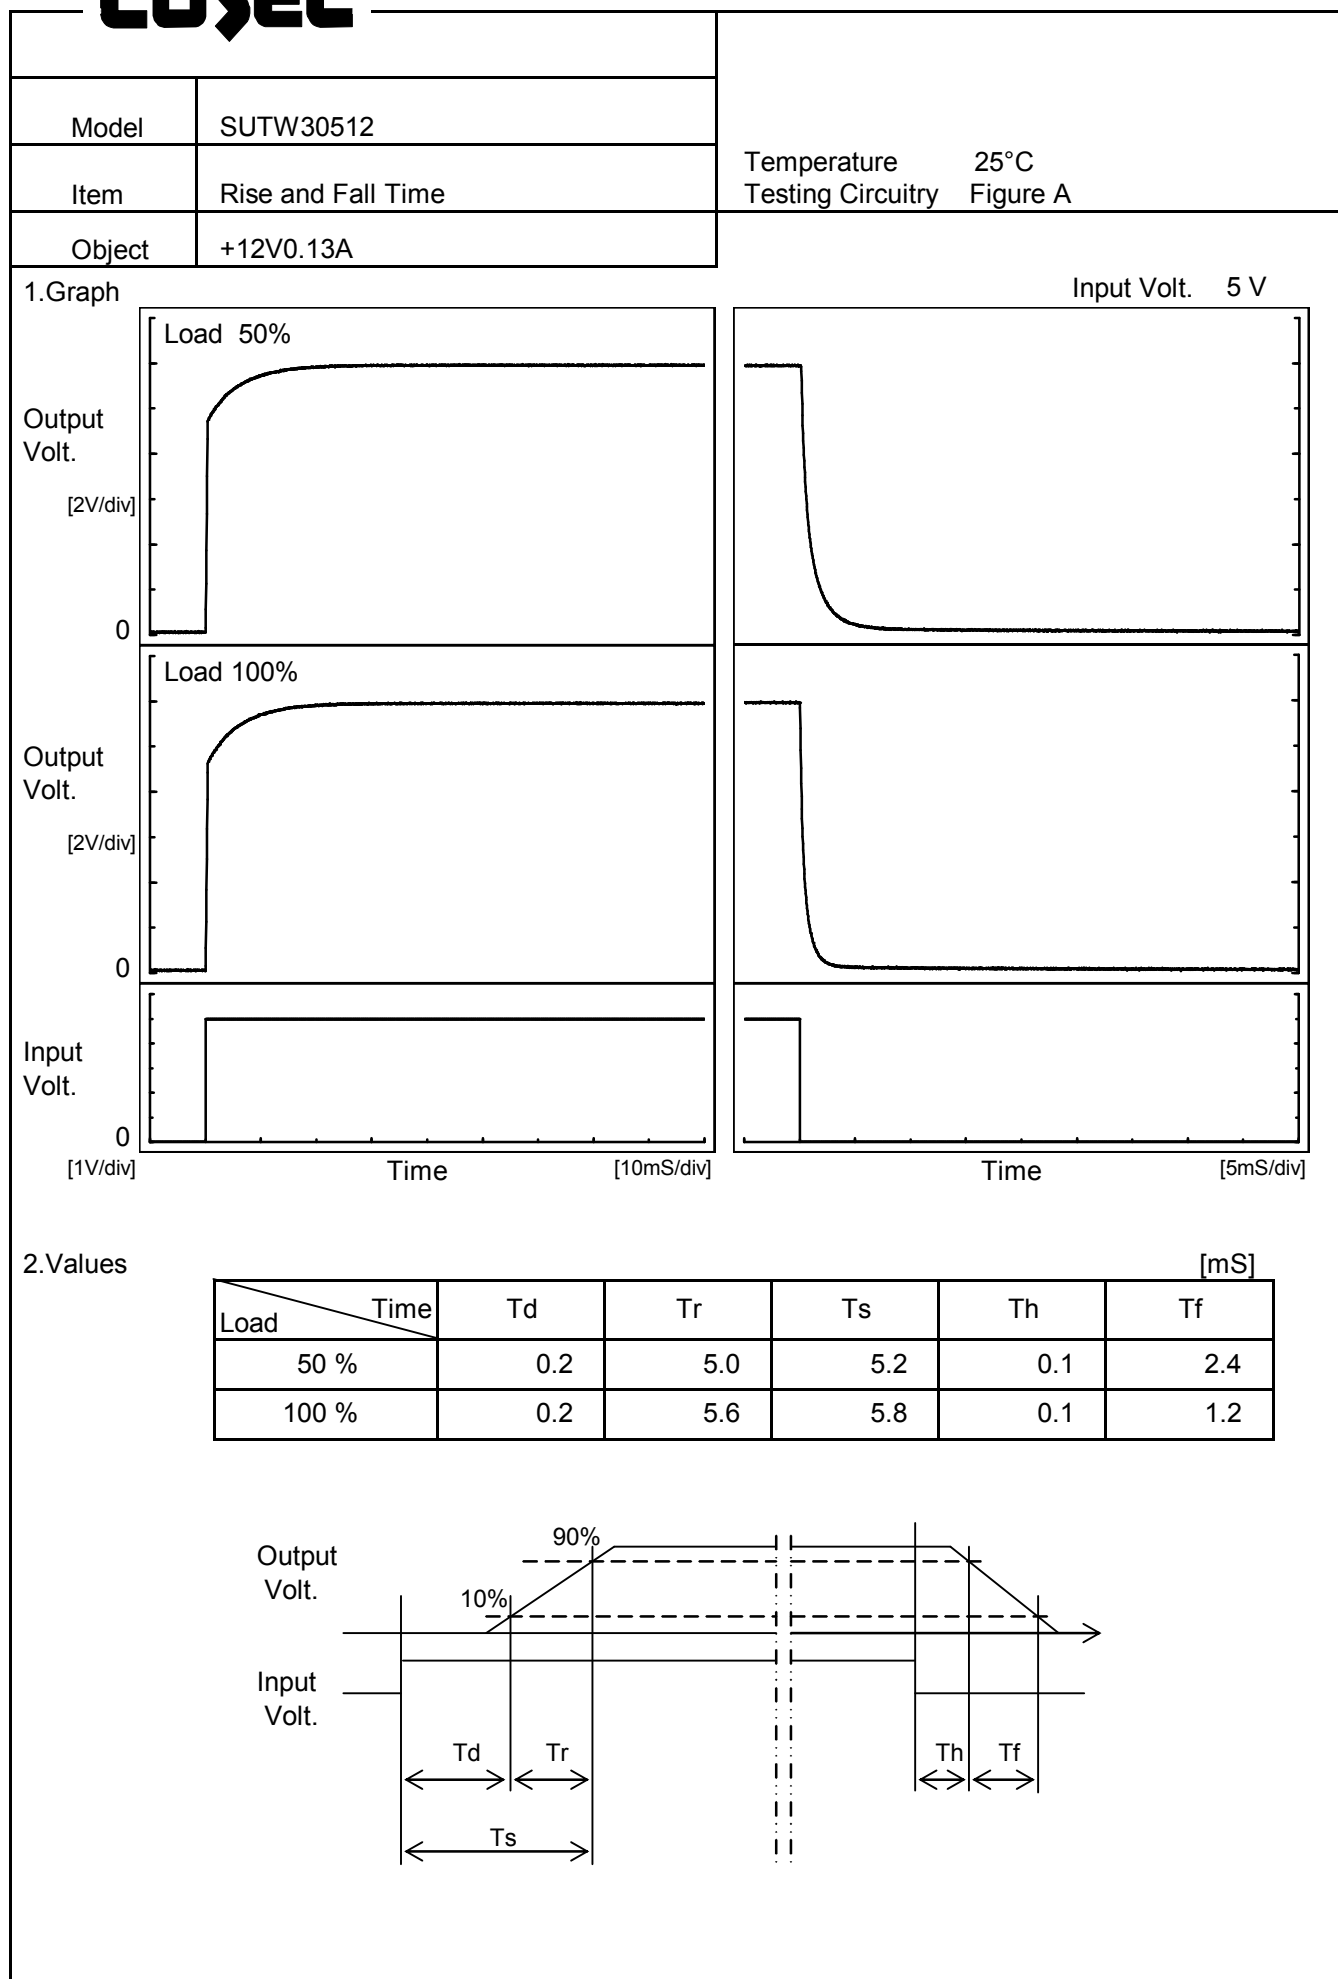 COSEL
Model SUTW30512
Temperature 25°C
Item Rise and Fall Time Testing Circuitry Figure A
Object +12V0.13A
1.Graph Input Volt. 5 V
Load 50%
Output
Volt.
[2V/div]
0
Load 100%
Output
Volt.
[2V/div]
0
Input
Volt.
0
[1V/div] Time [10mS/div] Time [5mS/div]
2.Values [mS]
Load Time Td Tr Ts Th Tf
50 % 0.2 5.0 5.2 0.1 2.4
100 % 0.2 5.6 5.8 0.1 1.2
90%
Output
Volt.
10%
Input
Volt.
Td Tr Th Tf
Ts